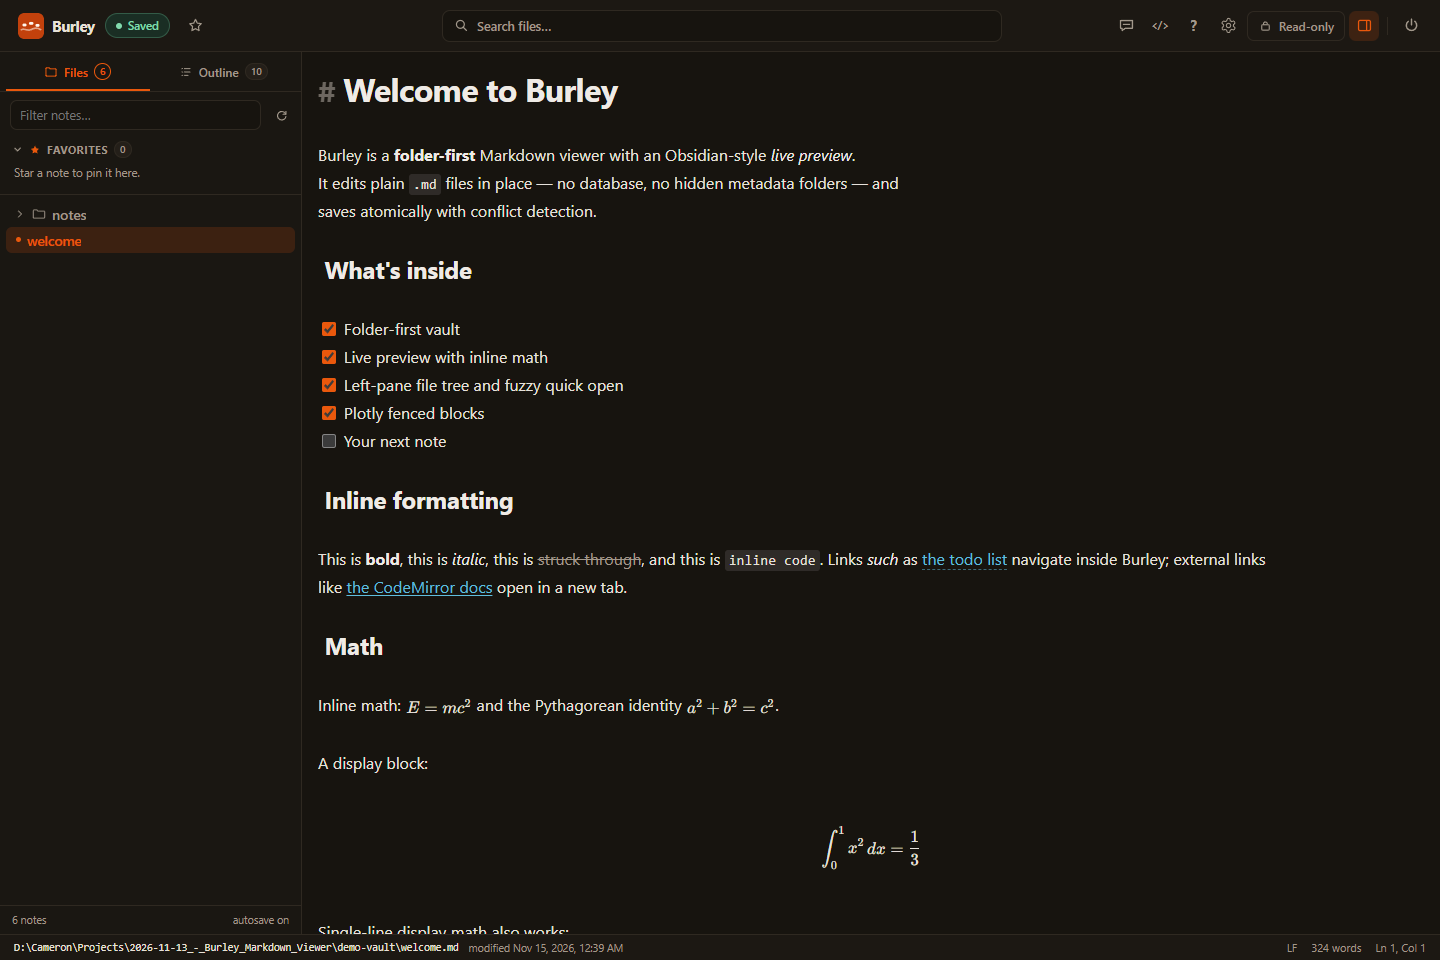 Burley
Saved
Search files...
</>
?
Read-only
Files 6
Outline 10
Filter notes...
FAVORITES 0
Star a note to pin it here.
notes
welcome
6 notes
autosave on
# Welcome to Burley
Burley is a folder-first Markdown viewer with an Obsidian-style live preview.
It edits plain .md files in place — no database, no hidden metadata folders — and
saves atomically with conflict detection.
What's inside
Folder-first vault
Live preview with inline math
Left-pane file tree and fuzzy quick open
Plotly fenced blocks
Your next note
Inline formatting
This is bold, this is italic, this is struck through, and this is inline code. Links such as the todo list navigate inside Burley; external links
like the CodeMirror docs open in a new tab.
Math
Inline math: E = mc² and the Pythagorean identity a² + b² = c².
A display block:
∫₀¹ x² dx = 1/3
Single-line display math also works:
D:\Cameron\Projects\2026-11-13_-_Burley_Markdown_Viewer\demo-vault\welcome.md modified Nov 15, 2026, 12:39 AM
LF 324 words Ln 1, Col 1